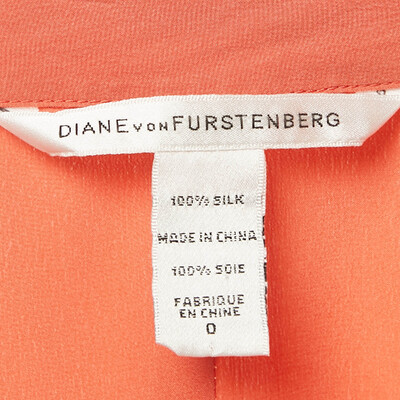 DIANE VON FURSTENBERG
100% SILK
MADE IN CHINA
100% SOIE
FABRIQUE
EN CHINE
0